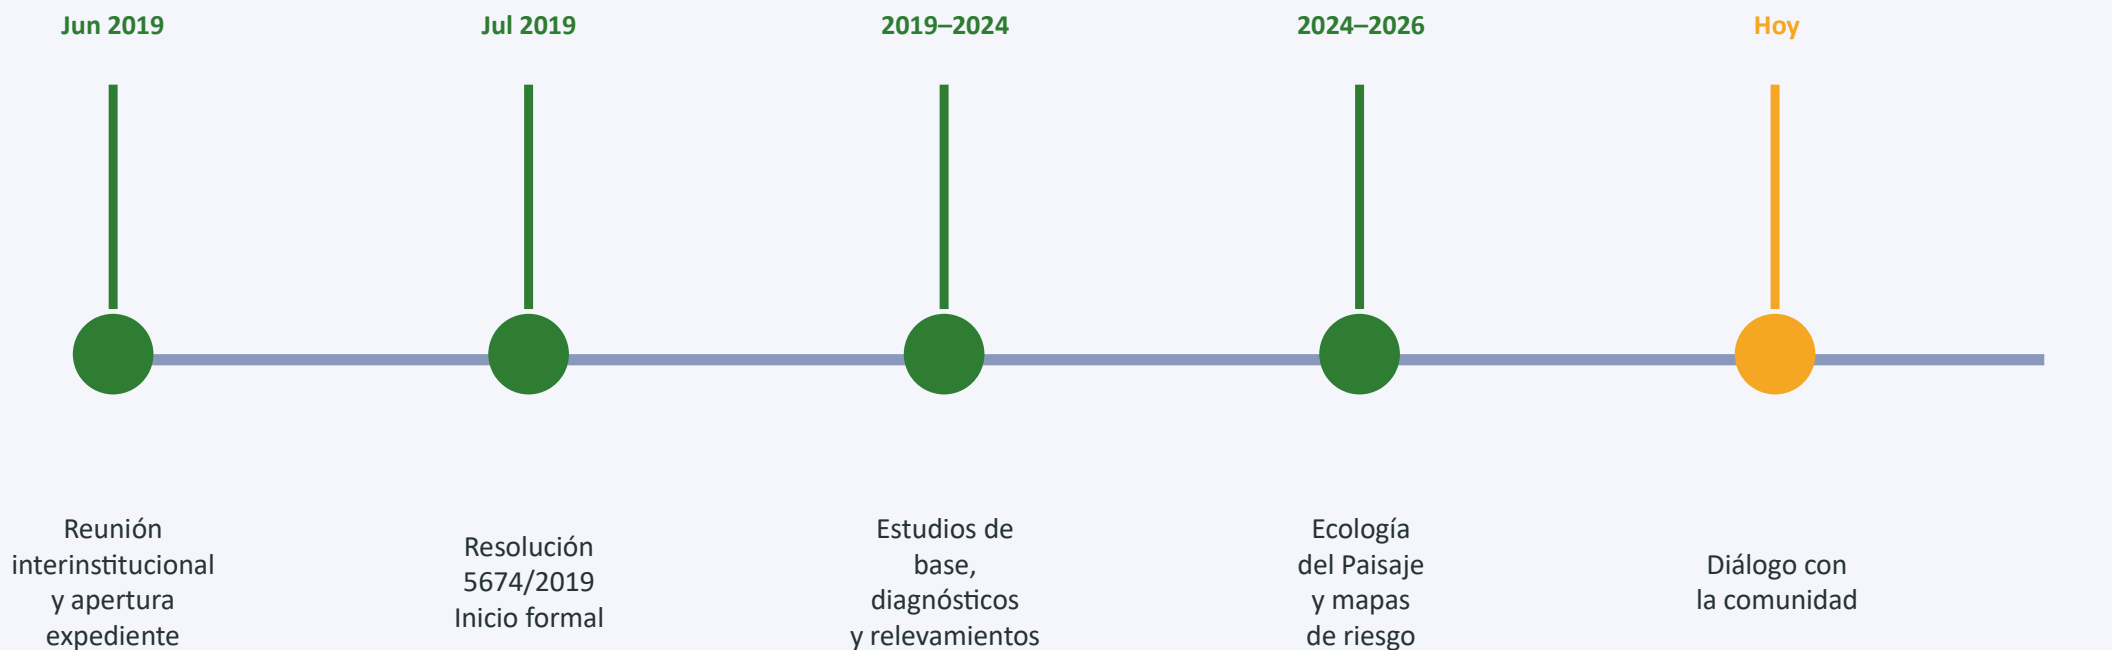 Jun 2019
Reunión
interinstitucional
y apertura
expediente
Jul 2019
Resolución
5674/2019
Inicio formal
2019–2024
Estudios de
base,
diagnósticos
y relevamientos
2024–2026
Ecología
del Paisaje
y mapas
de riesgo
Hoy
Diálogo con
la comunidad